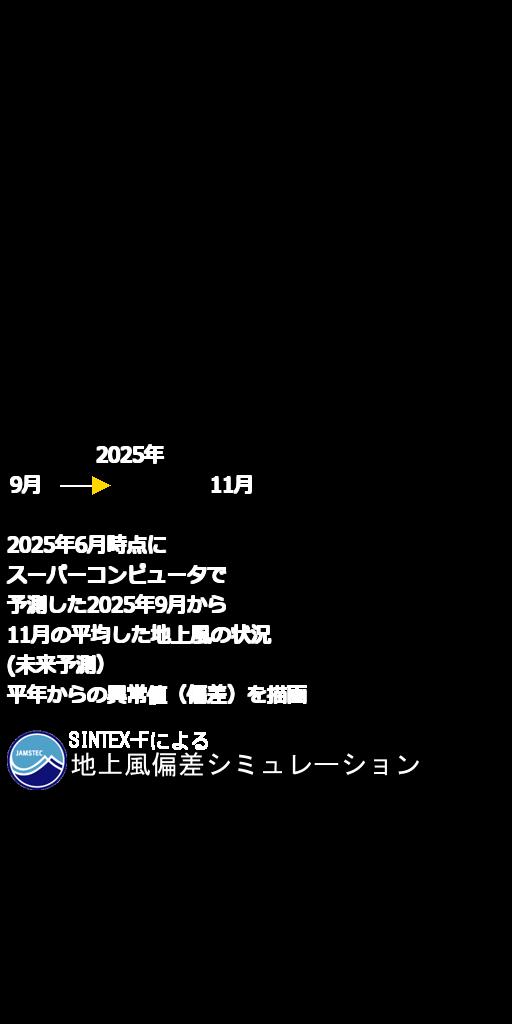 2025年
9月 11月
2025年6月時点に
スーパーコンピュータで
予測した2025年9月から
11月の平均した地上風の状況
(未来予測）
平年からの異常値（偏差）を描画
SINTEX-Fによる
JAMSTEC
地上風偏差シミュレーション